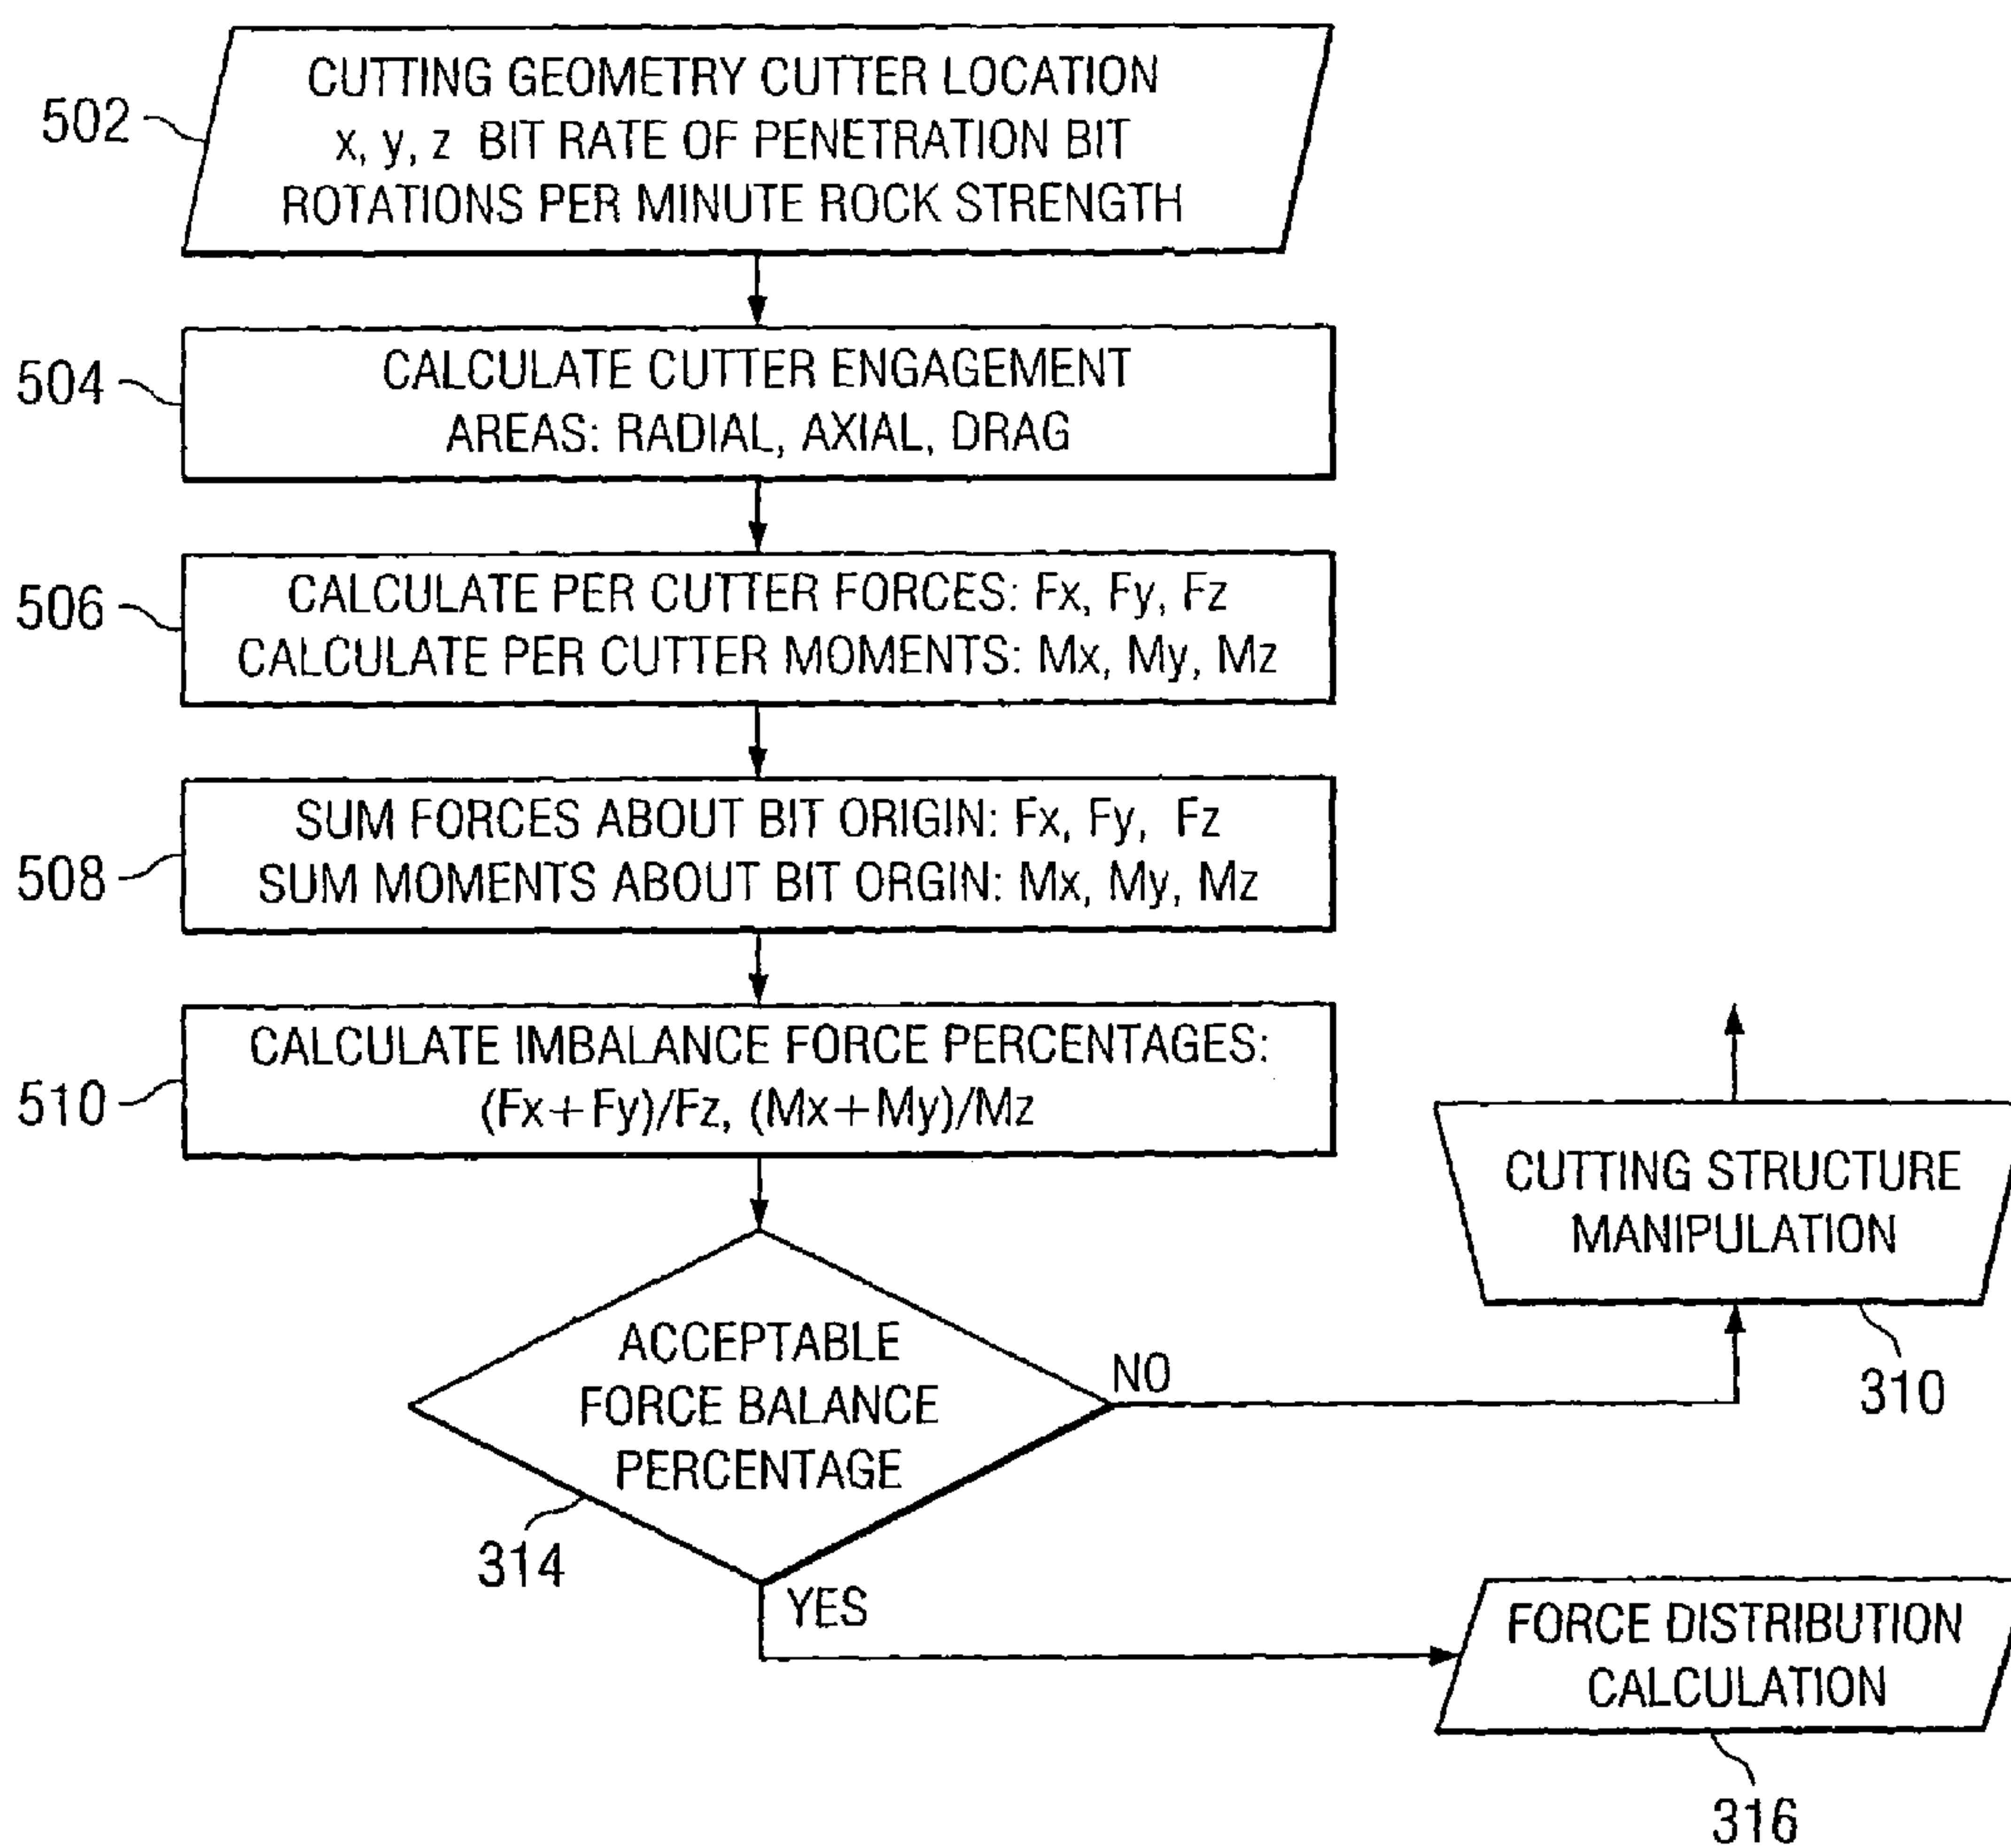 502
CUTTING GEOMETRY CUTTER LOCATION
x, y, z BIT RATE OF PENETRATION BIT
ROTATIONS PER MINUTE ROCK STRENGTH
504
CALCULATE CUTTER ENGAGEMENT
AREAS: RADIAL, AXIAL, DRAG
506
CALCULATE PER CUTTER FORCES: Fx, Fy, Fz
CALCULATE PER CUTTER MOMENTS: Mx, My, Mz
508
SUM FORCES ABOUT BIT ORIGIN: Fx, Fy, Fz
SUM MOMENTS ABOUT BIT ORGIN: Mx, My, Mz
510
CALCULATE IMBALANCE FORCE PERCENTAGES:
(Fx+Fy)/Fz, (Mx+My)/Mz
CUTTING STRUCTURE
MANIPULATION
310
ACCEPTABLE
FORCE BALANCE
PERCENTAGE
NO
314
YES
FORCE DISTRIBUTION
CALCULATION
316